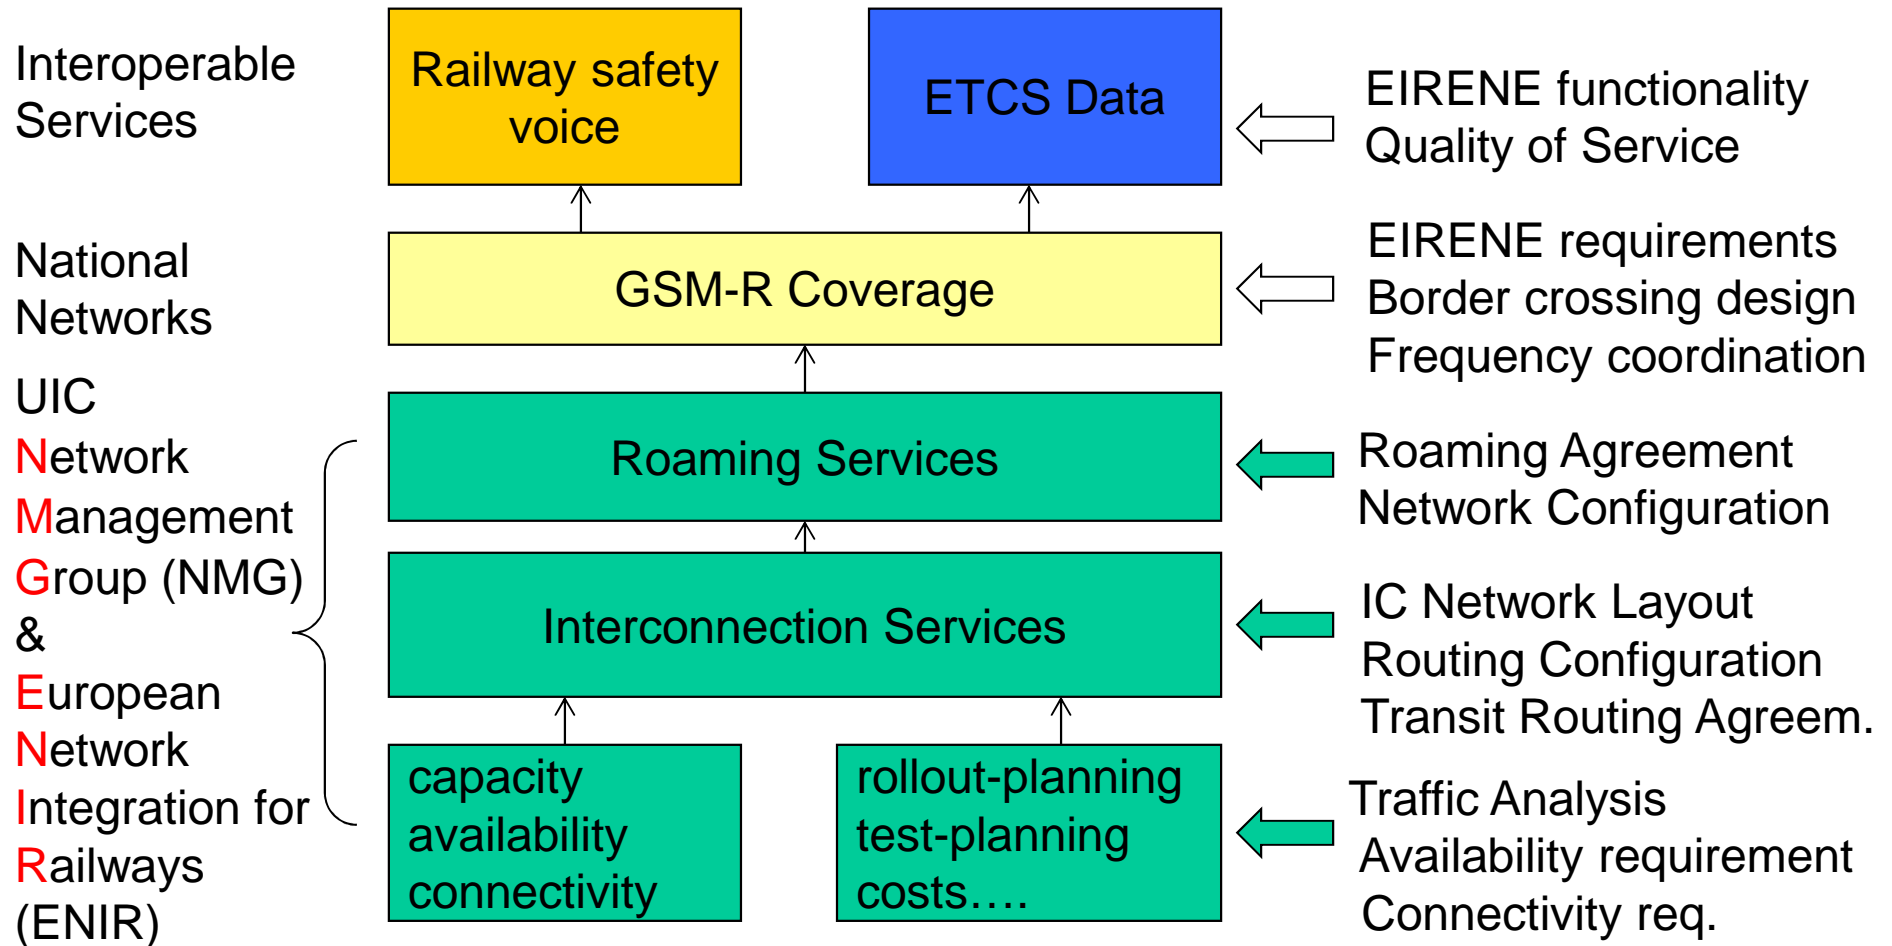 Interoperable
Services
Railway safety
voice
ETCS Data
EIRENE functionality
Quality of Service
National
Networks
GSM-R Coverage
EIRENE requirements
Border crossing design
Frequency coordination
UIC
Network
Management
Group (NMG)
&
European
Network
Integration for
Railways
(ENIR)
Roaming Services
Roaming Agreement
Network Configuration
Interconnection Services
IC Network Layout
Routing Configuration
Transit Routing Agreem.
capacity
availability
connectivity
rollout-planning
test-planning
costs....
Traffic Analysis
Availability requirement
Connectivity req.